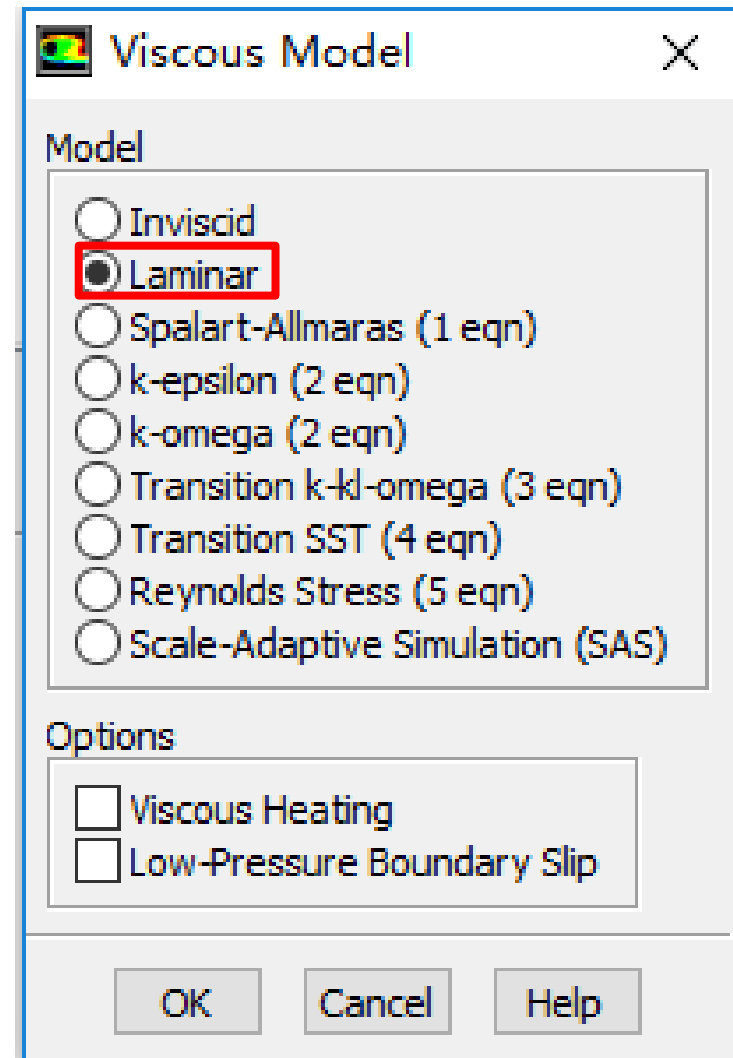 Viscous Model
Model
Inviscid
Laminar
Spalart-Allmaras (1 eqn)
k-epsilon (2 eqn)
k-omega (2 eqn)
Transition k-kl-omega (3 eqn)
Transition SST (4 eqn)
Reynolds Stress (5 eqn)
Scale-Adaptive Simulation (SAS)
Options
Viscous Heating
Low-Pressure Boundary Slip
OK Cancel Help